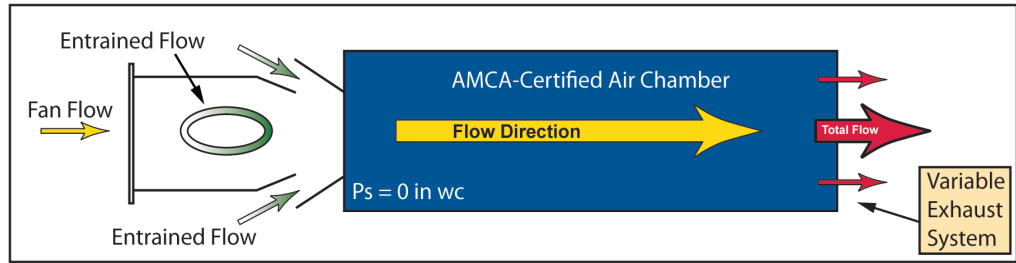 Entrained Flow
Fan Flow
Entrained Flow
AMCA-Certified Air Chamber
Flow Direction
Ps = 0 in wc
Total Flow
Variable
Exhaust
System